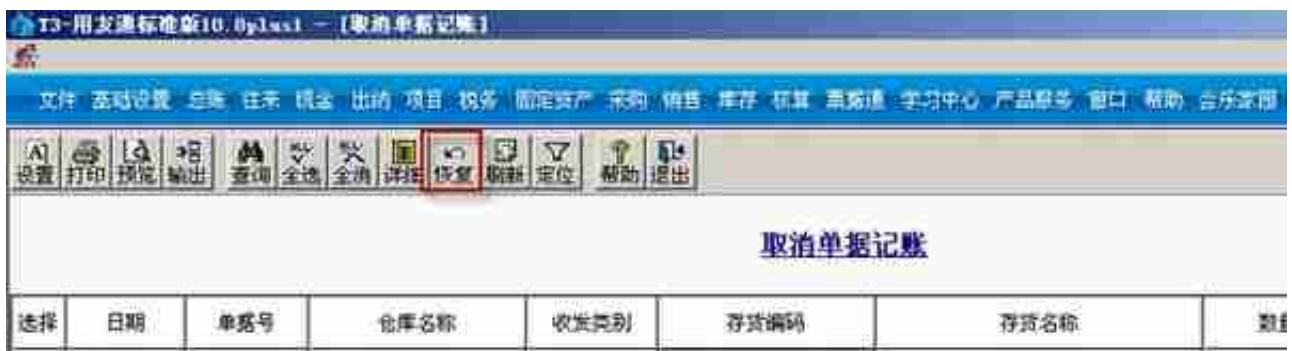 T3-用友通标准版10.8plus1 - [取消单据记账]
文件 基础设置 总账 往来 现金 出纳 项目 税务 固定资产 采购 销售 库存 核算 票据通 学习中心 产品服务 窗口 帮助 会乐家园
设置 打印 预览 输出 查询 全选 全消 详细 恢复 刷新 定位 帮助 退出
取消单据记账
选择 日期 单据号 仓库名称 收发类别 存货编码 存货名称 数量